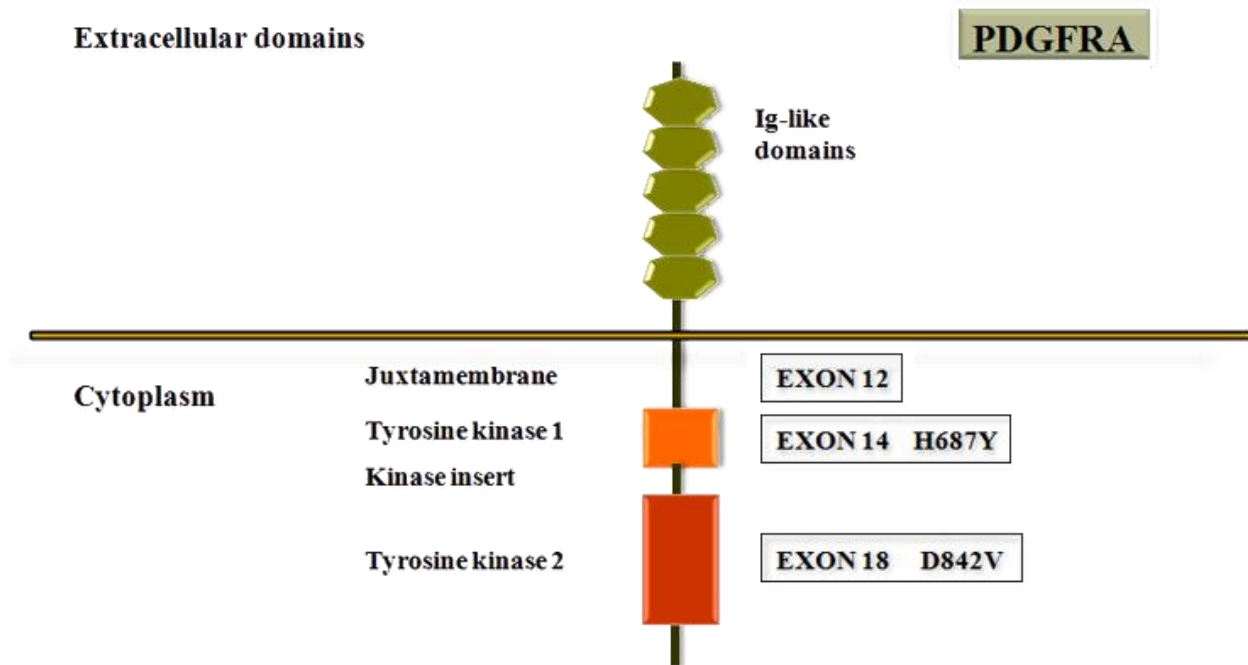 Extracellular domains
PDGFRA
Ig-like
domains
Cytoplasm
Juxtamembrane
EXON 12
Tyrosine kinase 1
EXON 14 H687Y
Kinase insert
Tyrosine kinase 2
EXON 18 D842V